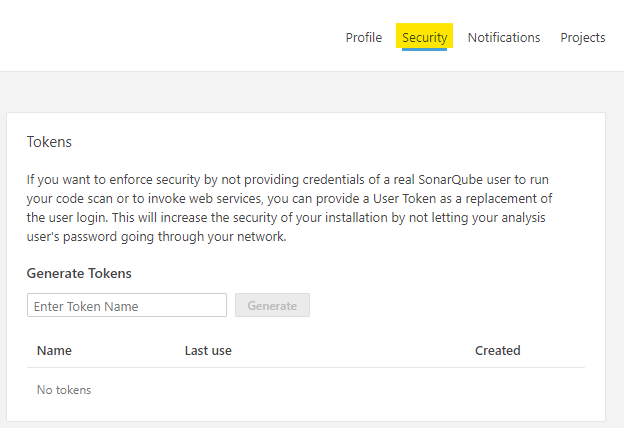 Profile Security Notifications Projects
Tokens
If you want to enforce security by not providing credentials of a real SonarQube user to run
your code scan or to invoke web services, you can provide a User Token as a replacement of
the user login. This will increase the security of your installation by not letting your analysis
user's password going through your network.
Generate Tokens
Enter Token Name Generate
Name Last use Created
No tokens